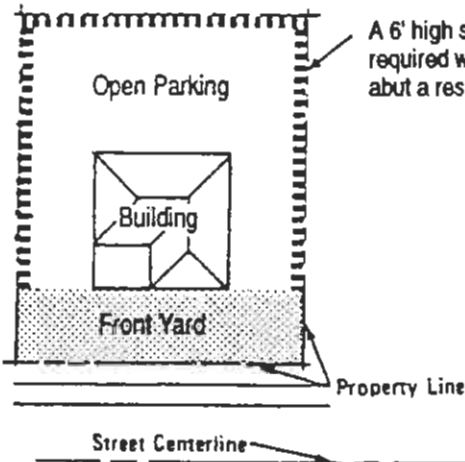 A 6' high s
required w
abut a res
Open Parking
Building
Front Yard
Property Line
Street Centerline